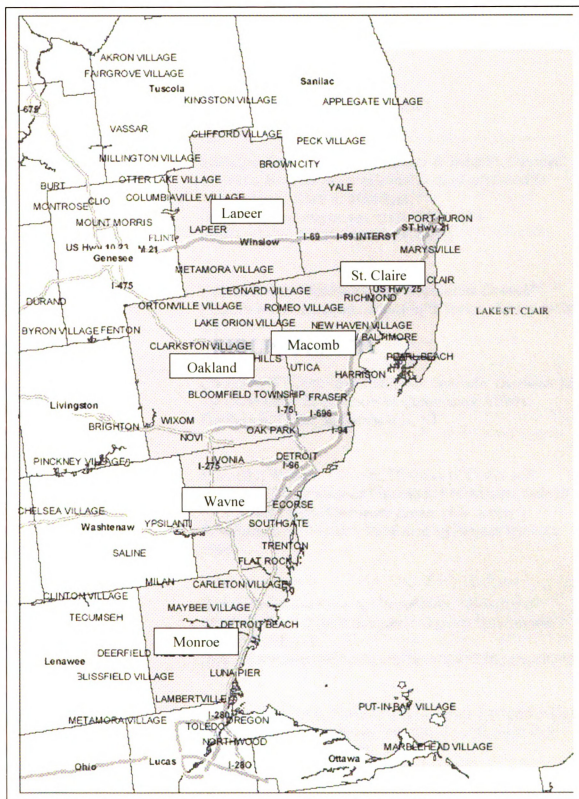 AKRON VILLAGE
FAIRGROVE VILLAGE
Tuscola
Sanilac
KINGSTON VILLAGE
APPLEGATE VILLAGE
I-675
VASSAR
CLIFFORD VILLAGE
PECK VILLAGE
MILLINGTON VILLAGE
BROWN CITY
OTTER LAKE VILLAGE
YALE
BURT
COLUMBIAVILLE VILLAGE
CLIO
MONTROSE
Lapeer
MOUNT MORRIS
PORT HURON
FLINT
LAPEER
ST Hwy 21
US Hwy 10 23
M 21
Winslow
I-69
I-69 INTERST
MARYSVILLE
Genesee
METAMORA VILLAGE
St. Claire
CLAIR
I-475
LEONARD VILLAGE
US Hwy 25
RICHMOND
DURAND
ORTONVILLE VILLAGE
ROMEO VILLAGE
LAKE ST. CLAIR
LAKE ORION VILLAGE
NEW HAVEN VILLAGE
BYRON VILLAGE
FENTON
BALTIMORE
CLARKSTON VILLAGE
Macomb
PEARL BEACH
HILLS
Oakland
UTICA
HARRISON
BLOOMFIELD TOWNSHIP
FRASER
Livingston
I-75
I-696
WIXOM
BRIGHTON
OAK PARK
I-94
NOVI
PINCKNEY VILLAGE
LIVONIA
DETROIT
I-275
I-96
Wayne
CHELSEA VILLAGE
ECORSE
Washtenaw
YPSILANTI
SOUTHGATE
SALINE
TRENTON
FLAT ROCK
MILAN
CARLETON VILLAGE
CLINTON VILLAGE
MAYBEE VILLAGE
TECUMSEH
DETROIT BEACH
Monroe
DEERFIELD
Lenawee
BLISSFIELD VILLAGE
LUNA PIER
LAMBERTVILLE
PUT-IN-BAY VILLAGE
METAMORA VILLAGE
I-280
OREGON
TOLEDO
NORTHWOOD
MARBLEHEAD VILLAGE
Ohio
Lucas
I-280
Ottawa